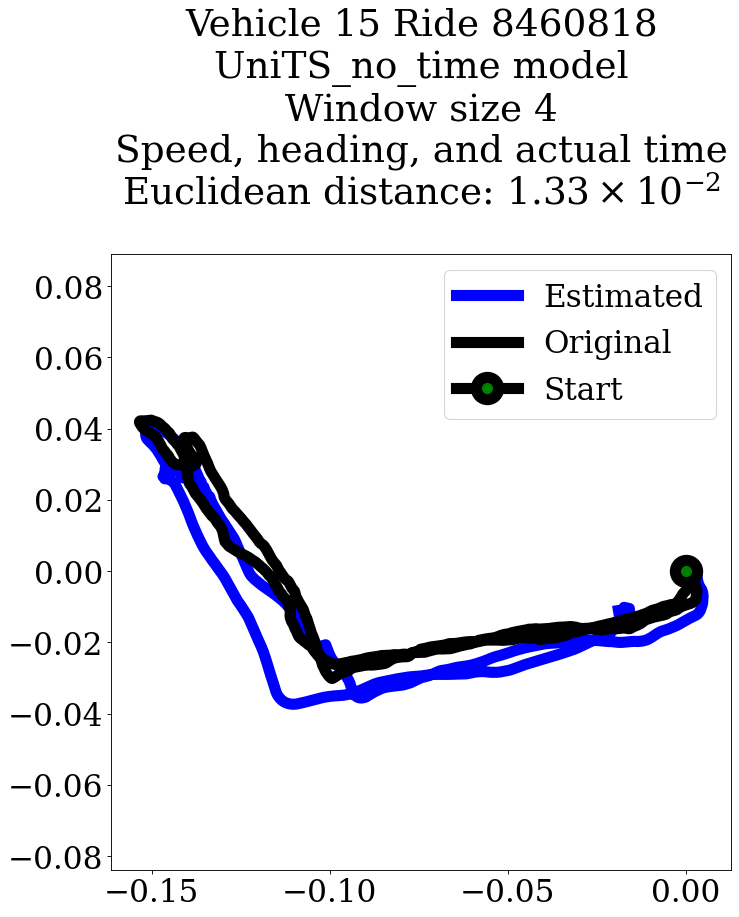 Vehicle 15 Ride 8460818
UniTS_no_time model
Window size 4
Speed, heading, and actual time
Euclidean distance: 1.33 × 10⁻²
Estimated
Original
Start
0.08
0.06
0.04
0.02
0.00
−0.02
−0.04
−0.06
−0.08
−0.15
−0.10
−0.05
0.00